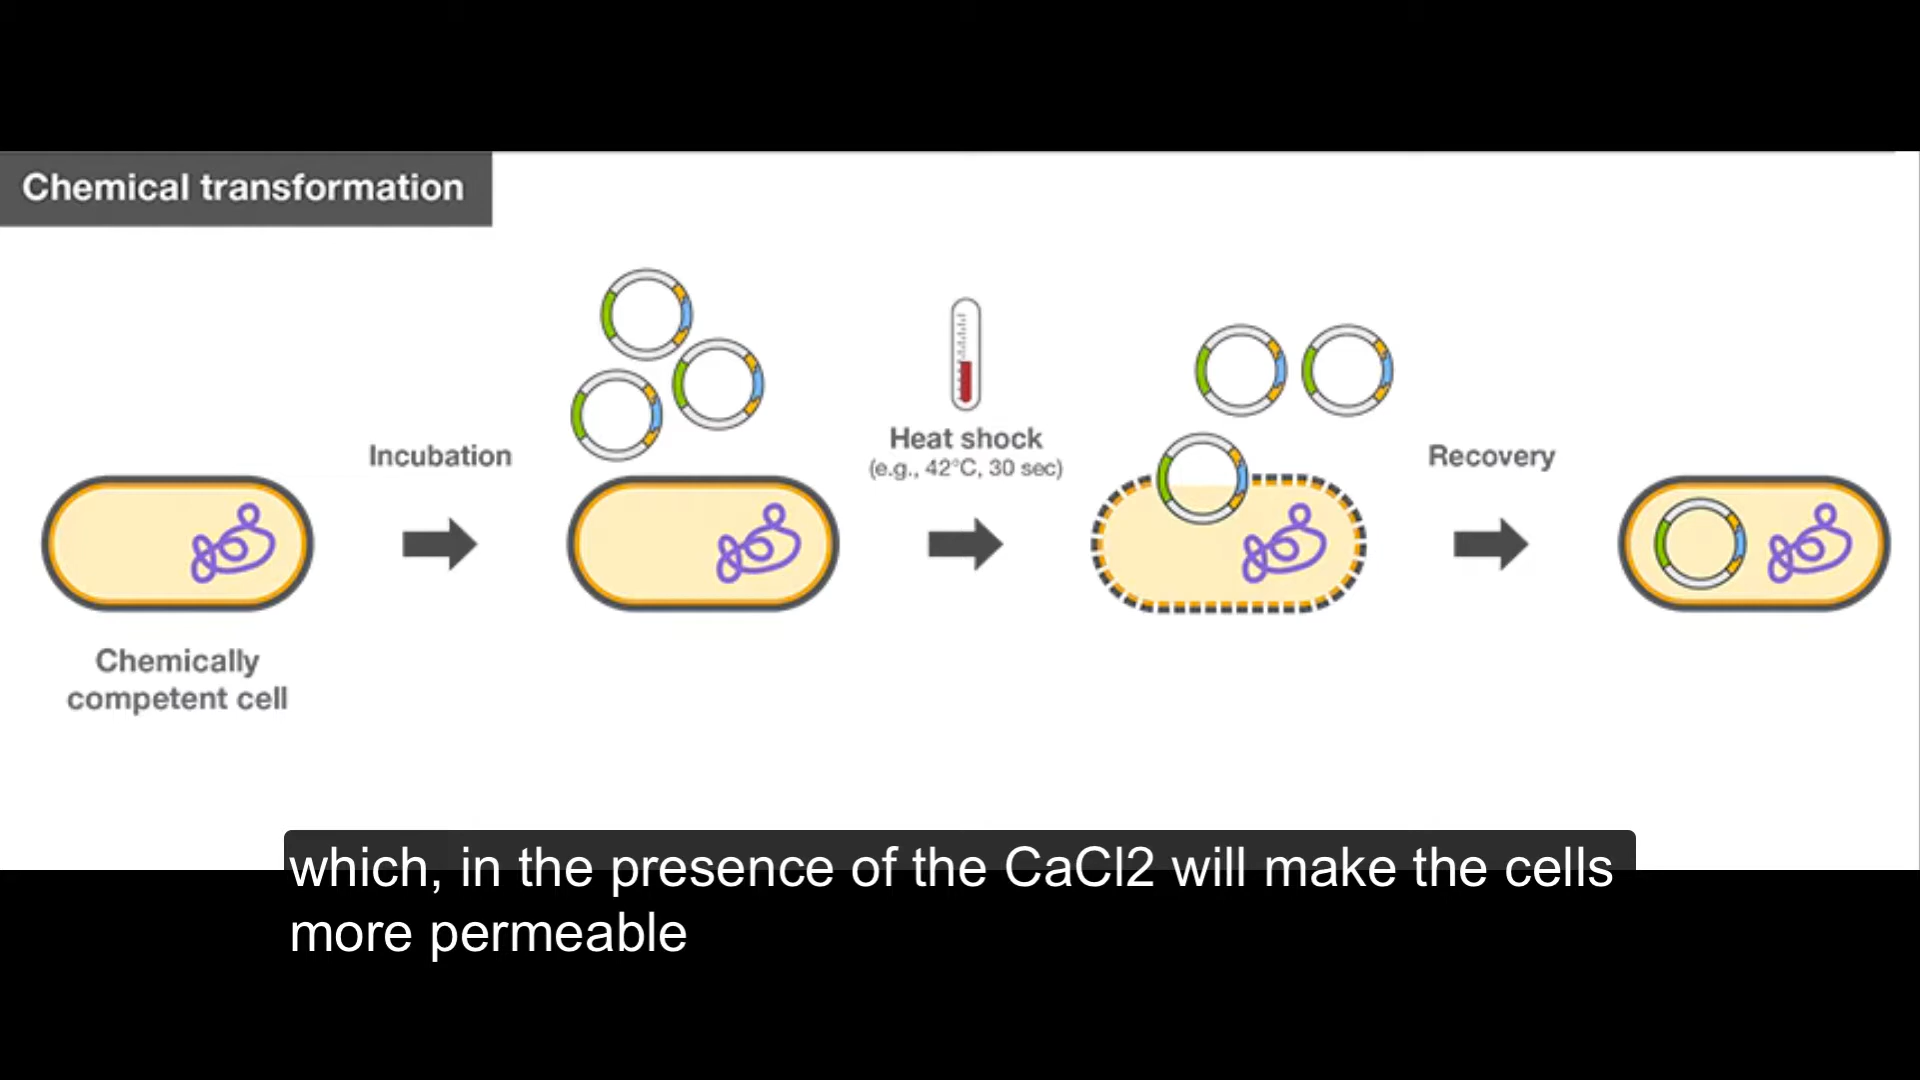 Chemical transformation
Incubation
Heat shock
(e.g., 42°C, 30 sec)
Recovery
Chemically
competent cell
which, in the presence of the CaCl2 will make the cells
more permeable